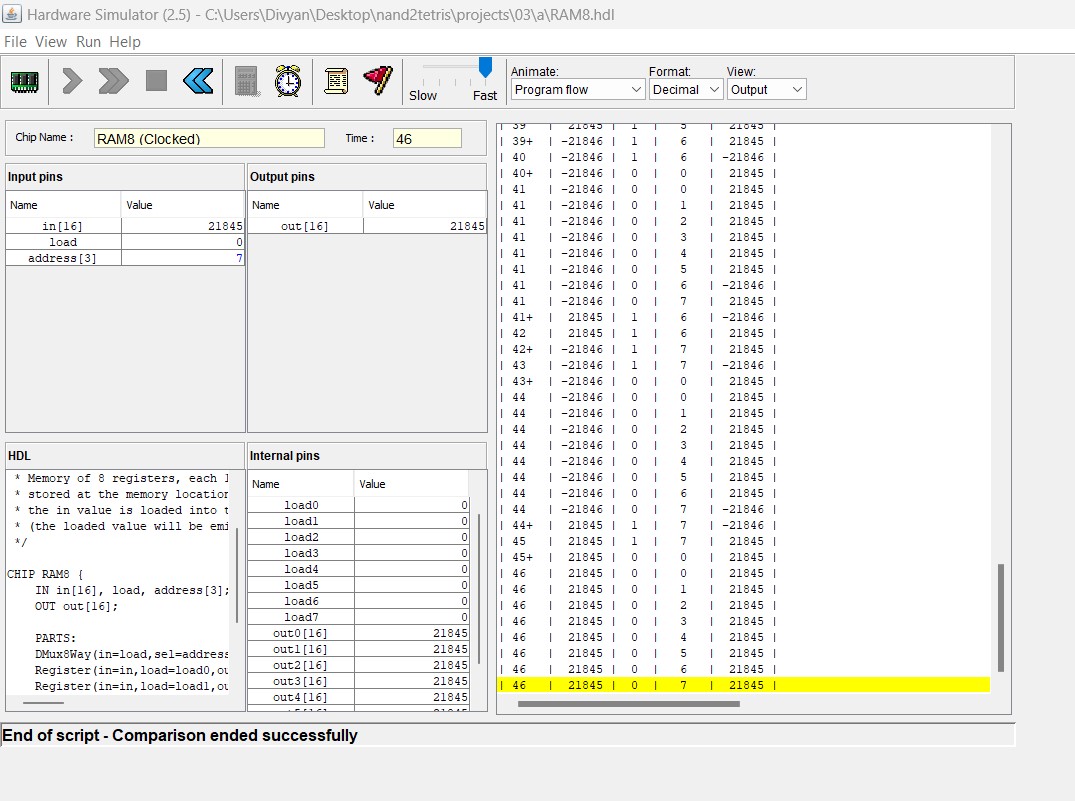 Hardware Simulator (2.5) - C:\Users\Divyan\Desktop\nand2tetris\projects\03\a\RAM8.hdl
File View Run Help
Slow Fast
Animate: Format: View:
Program flow Decimal Output
Chip Name : RAM8 (Clocked) Time : 46
Input pins
Name Value
in[16] 21845
load 0
address[3] 7
Output pins
Name Value
out[16] 21845
HDL
* Memory of 8 registers, each
* stored at the memory location
* the in value is loaded into
* (the loaded value will be
*/
CHIP RAM8 {
IN in[16], load, address[3];
OUT out[16];
PARTS:
DMux8Way(in=load,sel=address
Register(in=in,load=load0,
Register(in=in,load=load1,
Internal pins
Name Value
load0 0
load1 0
load2 0
load3 0
load4 0
load5 0
load6 0
load7 0
out0[16] 21845
out1[16] 21845
out2[16] 21845
out3[16] 21845
out4[16] 21845
| 39 | 21845 | 1 | 5 | 21845 |
| 39+ | -21846 | 1 | 6 | 21845 |
| 40 | -21846 | 1 | 6 | -21846 |
| 40+ | -21846 | 0 | 0 | 21845 |
| 41 | -21846 | 0 | 0 | 21845 |
| 41 | -21846 | 0 | 1 | 21845 |
| 41 | -21846 | 0 | 2 | 21845 |
| 41 | -21846 | 0 | 3 | 21845 |
| 41 | -21846 | 0 | 4 | 21845 |
| 41 | -21846 | 0 | 5 | 21845 |
| 41 | -21846 | 0 | 6 | -21846 |
| 41 | -21846 | 0 | 7 | 21845 |
| 41+ | 21845 | 1 | 6 | -21846 |
| 42 | 21845 | 1 | 6 | 21845 |
| 42+ | -21846 | 1 | 7 | 21845 |
| 43 | -21846 | 1 | 7 | -21846 |
| 43+ | -21846 | 0 | 0 | 21845 |
| 44 | -21846 | 0 | 0 | 21845 |
| 44 | -21846 | 0 | 1 | 21845 |
| 44 | -21846 | 0 | 2 | 21845 |
| 44 | -21846 | 0 | 3 | 21845 |
| 44 | -21846 | 0 | 4 | 21845 |
| 44 | -21846 | 0 | 5 | 21845 |
| 44 | -21846 | 0 | 6 | 21845 |
| 44 | -21846 | 0 | 7 | -21846 |
| 44+ | 21845 | 1 | 7 | -21846 |
| 45 | 21845 | 1 | 7 | 21845 |
| 45+ | 21845 | 0 | 0 | 21845 |
| 46 | 21845 | 0 | 0 | 21845 |
| 46 | 21845 | 0 | 1 | 21845 |
| 46 | 21845 | 0 | 2 | 21845 |
| 46 | 21845 | 0 | 3 | 21845 |
| 46 | 21845 | 0 | 4 | 21845 |
| 46 | 21845 | 0 | 5 | 21845 |
| 46 | 21845 | 0 | 6 | 21845 |
| 46 | 21845 | 0 | 7 | 21845 |
End of script - Comparison ended successfully